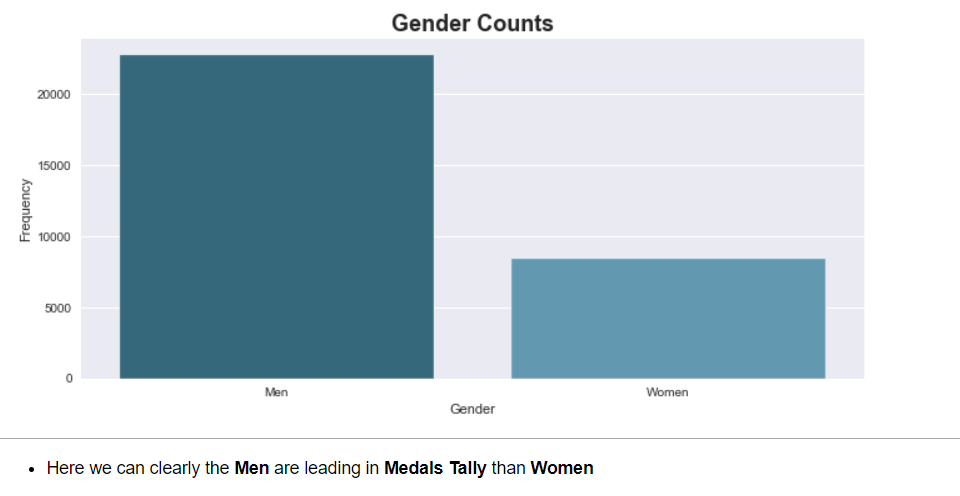 Gender Counts
20000
15000
10000
5000
0
Frequency
Men
Women
Gender
Here we can clearly the Men are leading in Medals Tally than Women